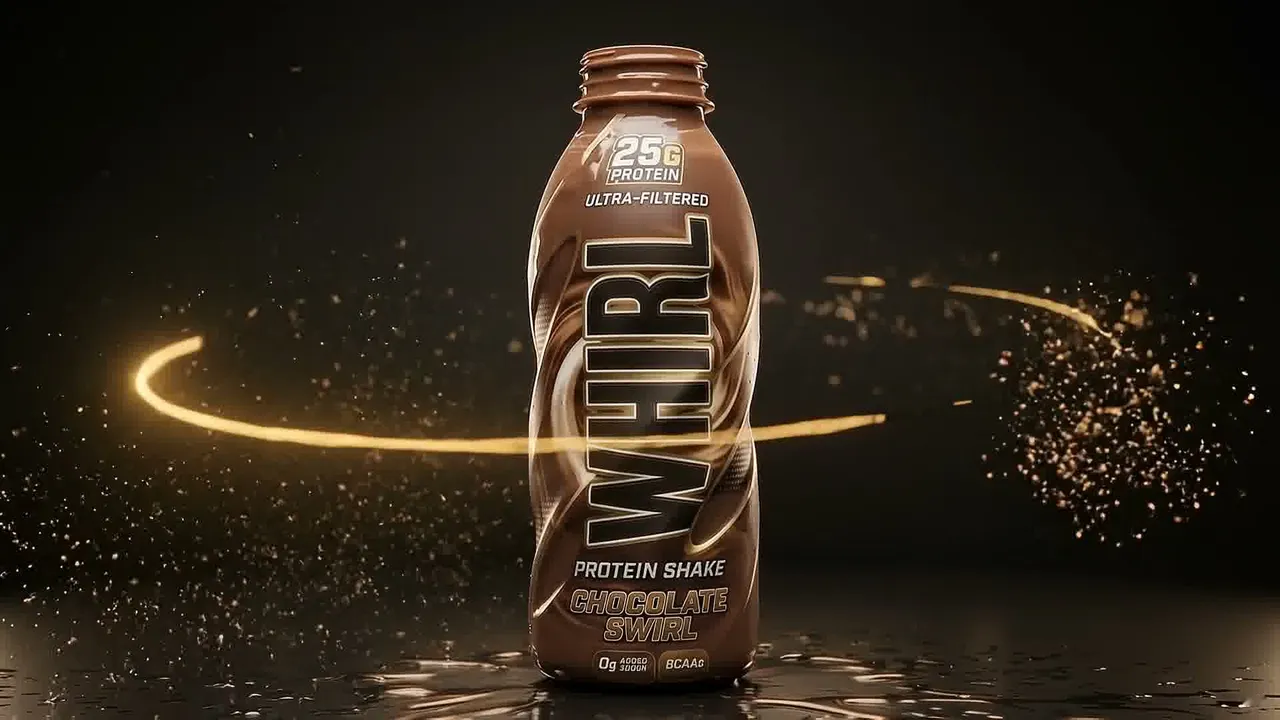 25G
PROTEIN
ULTRA-FILTERED
WHIRL
PROTEIN SHAKE
CHOCOLATE
SWIRL
0g
BCAAs